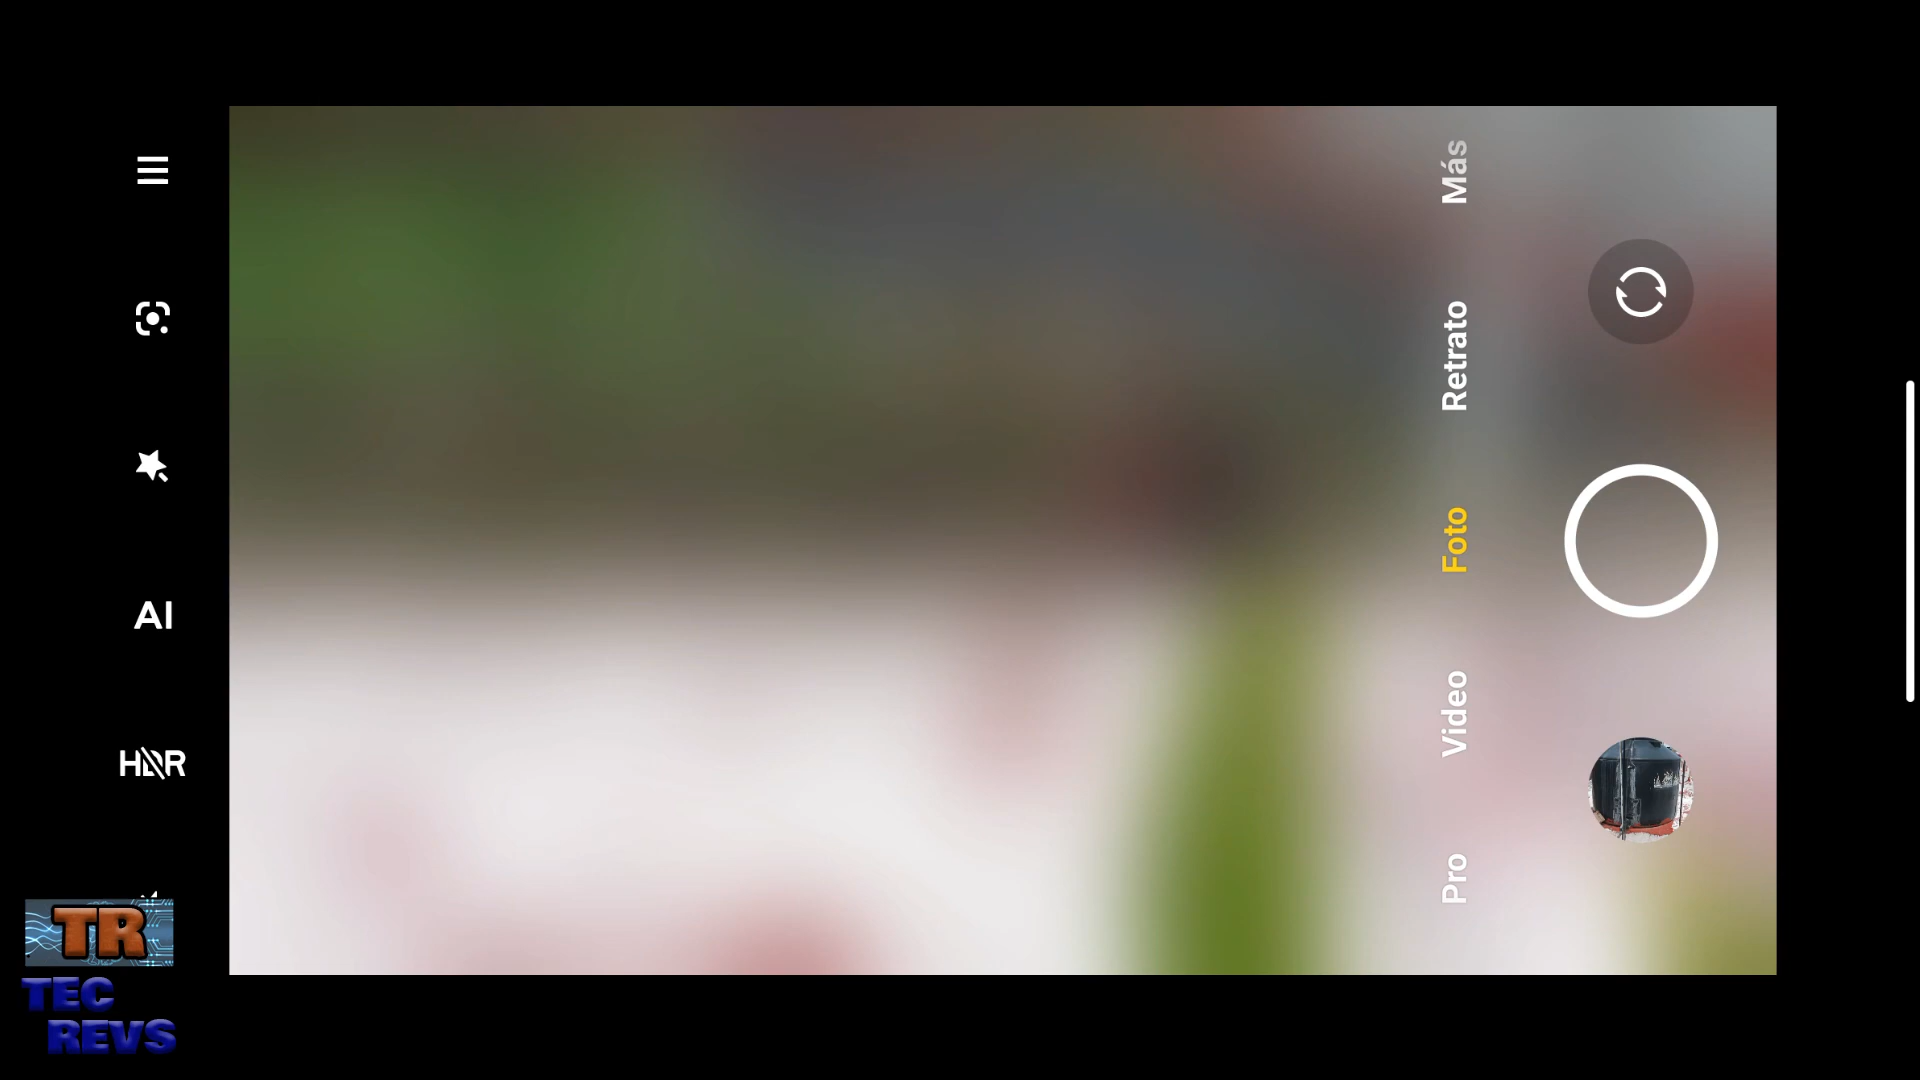 Más
Retrato
Foto
Video
Pro
AI
HDR
TR
TEC
REVS